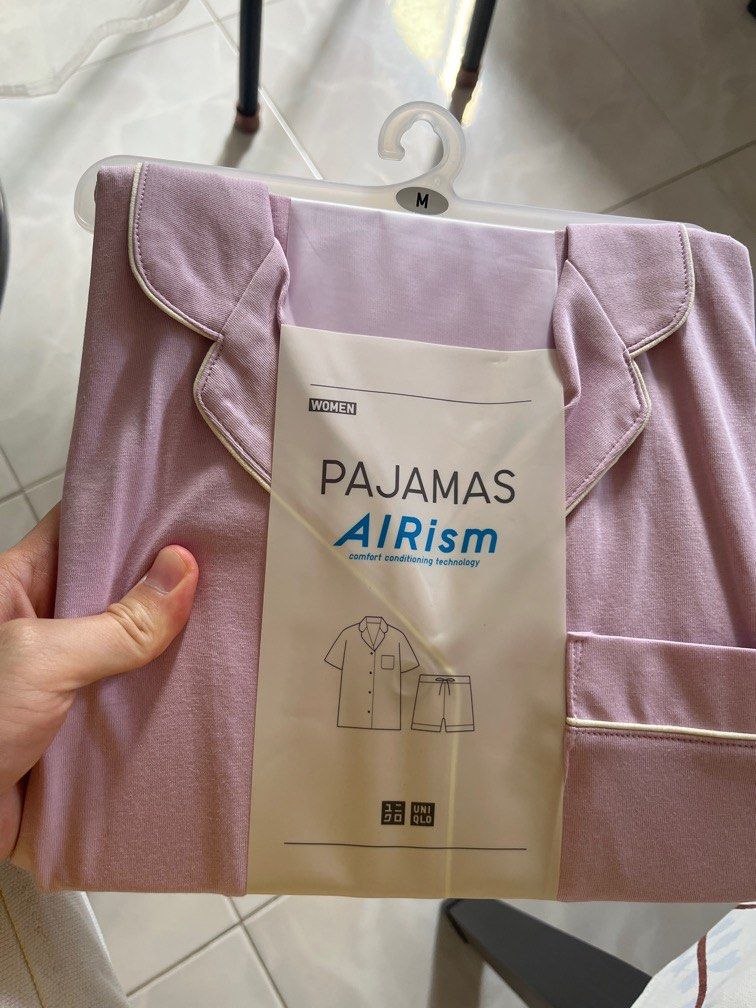 M
WOMEN
PAJAMAS
AIRism
comfort conditioning technology
ユニ UNI
クロ QLO